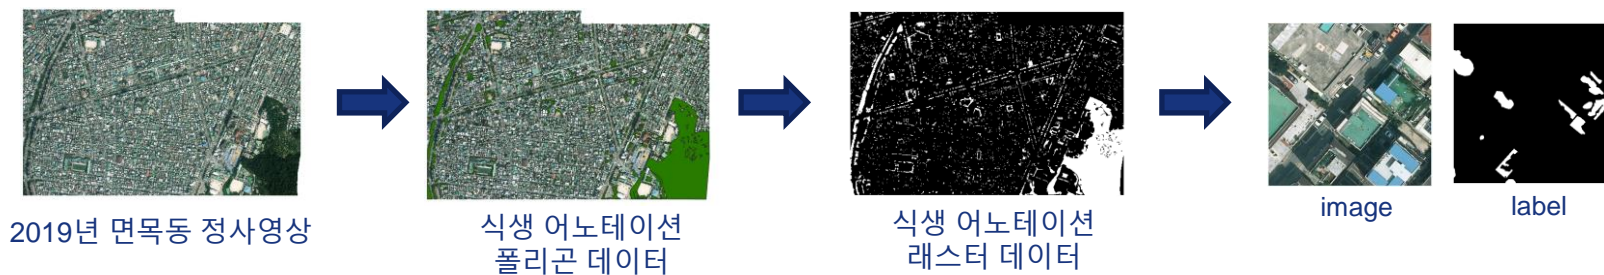 2019년 면목동 정사영상
식생 어노테이션
폴리곤 데이터
식생 어노테이션
래스터 데이터
image
label